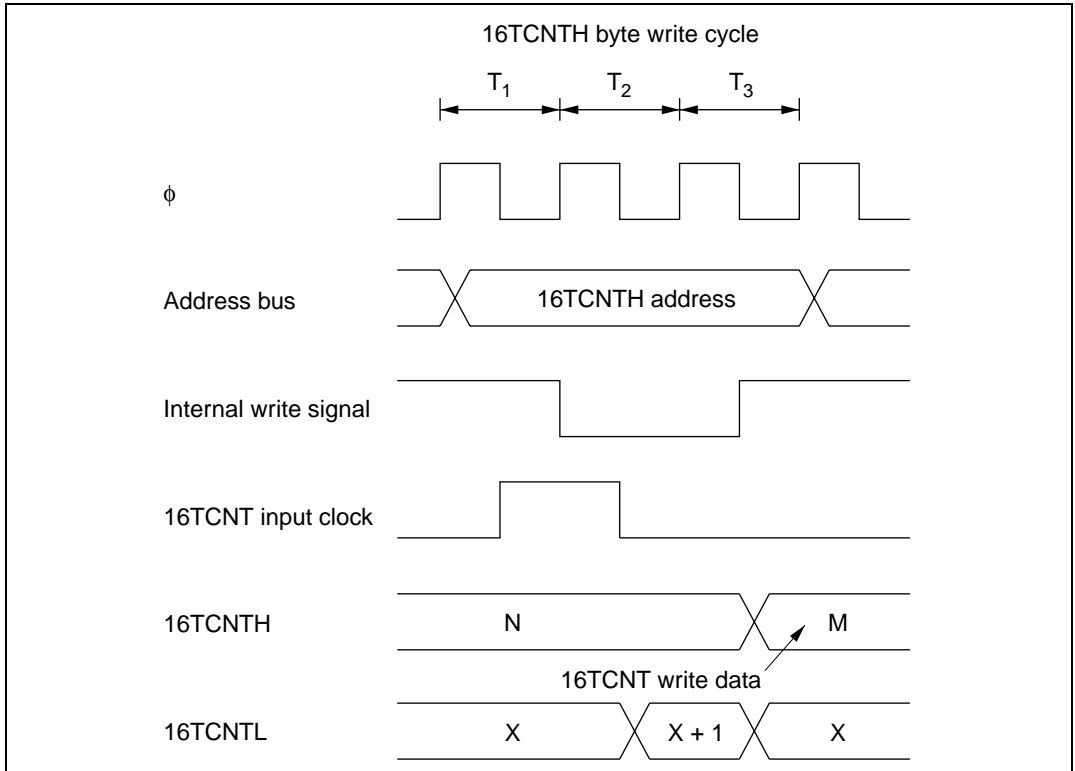 16TCNTH byte write cycle
T1 T2 T3
φ
Address bus 16TCNTH address
Internal write signal
16TCNT input clock
16TCNTH N M
16TCNT write data
16TCNTL X X + 1 X